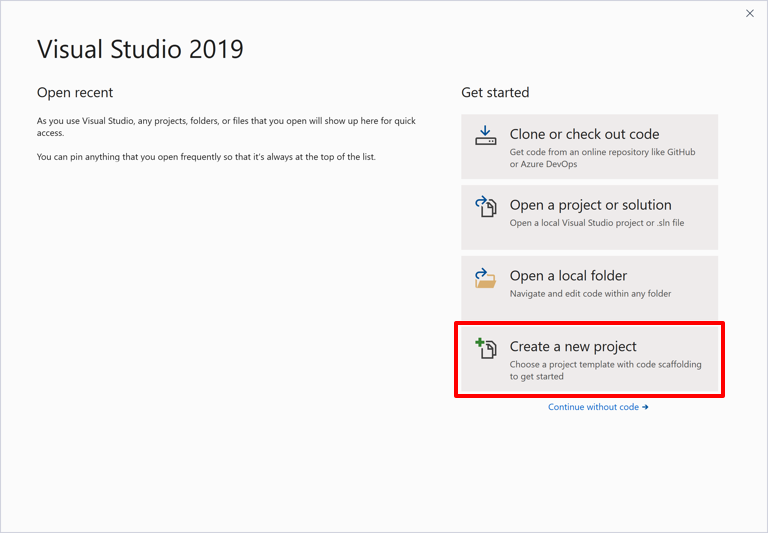 Visual Studio 2019
Open recent
As you use Visual Studio, any projects, folders, or files that you open will show up here for quick
access.
You can pin anything that you open frequently so that it's always at the top of the list.
Get started
Clone or check out code
Get code from an online repository like GitHub
or Azure DevOps
Open a project or solution
Open a local Visual Studio project or .sln file
Open a local folder
Navigate and edit code within any folder
Create a new project
Choose a project template with code scaffolding
to get started
Continue without code →